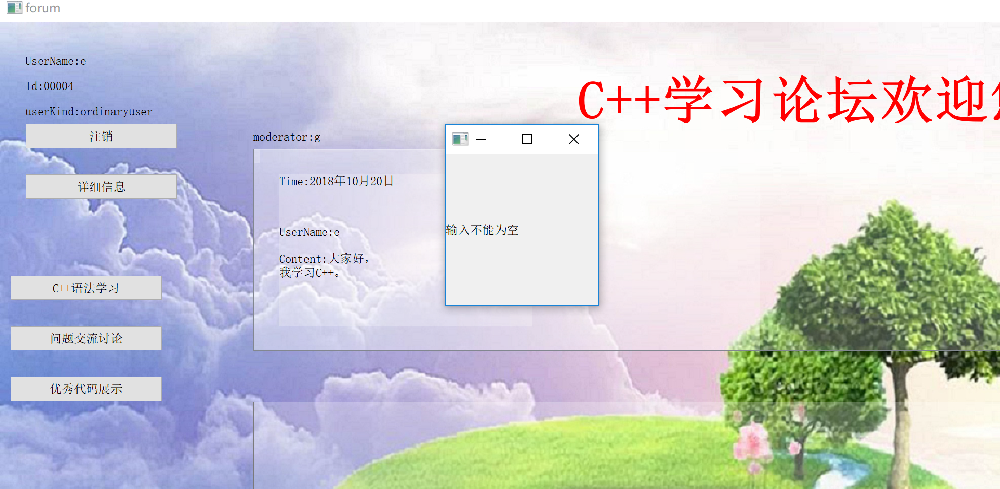 forum
UserName:e
Id:00004
userKind:ordinaryuser
注销
详细信息
C++语法学习
问题交流讨论
优秀代码展示
C++学习论坛欢迎
moderator:g
Time:2018年10月20日
UserName:e
Content:大家好，
我学习C++。
---------------------------
输入不能为空